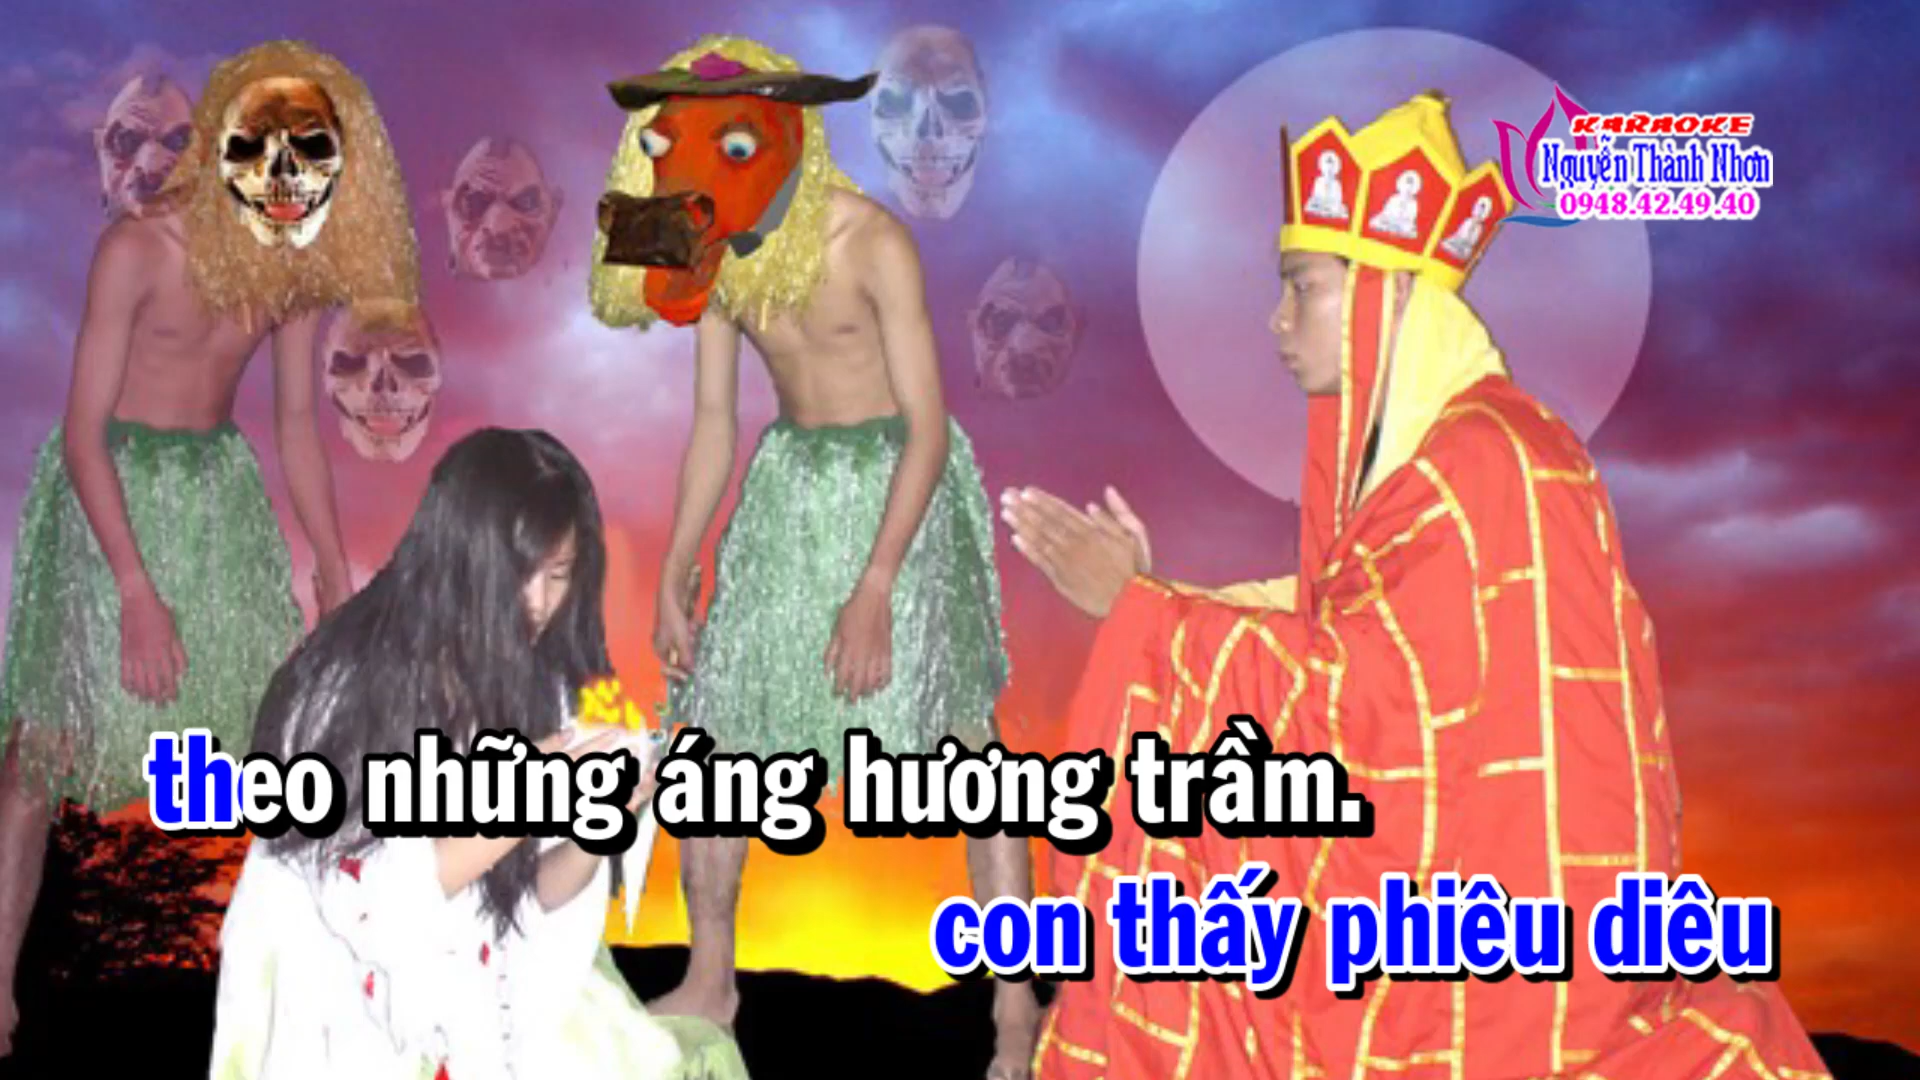 KARAOKE
Nguyễn Thành Nhơn
0948.42.49.40
theo những áng hương trầm.
con thấy phiêu diêu